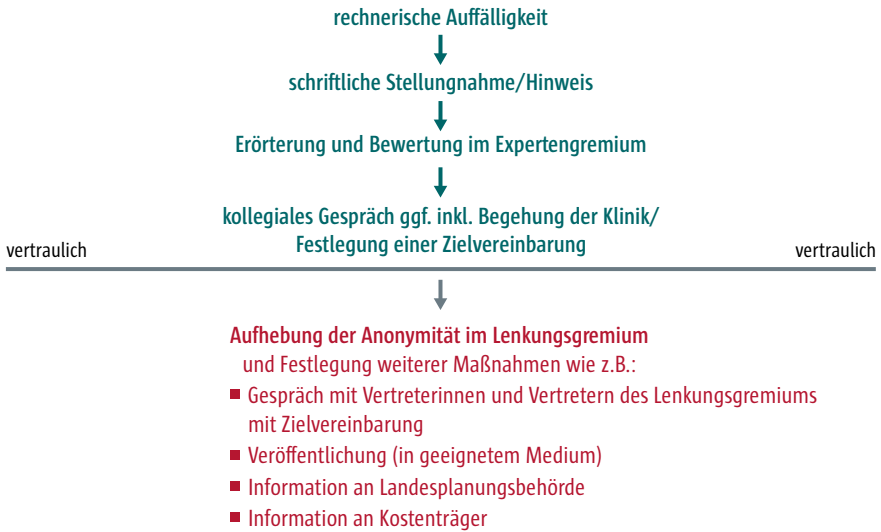 rechnerische Auffälligkeit
schriftliche Stellungnahme/Hinweis
Erörterung und Bewertung im Expertengremium
kollegiales Gespräch ggf. inkl. Begehung der Klinik/
Festlegung einer Zielvereinbarung
vertraulich
vertraulich
Aufhebung der Anonymität im Lenkungsgremium
und Festlegung weiterer Maßnahmen wie z.B.:
■ Gespräch mit Vertreterinnen und Vertretern des Lenkungsgremiums
mit Zielvereinbarung
■ Veröffentlichung (in geeignetem Medium)
■ Information an Landesplanungsbehörde
■ Information an Kostenträger